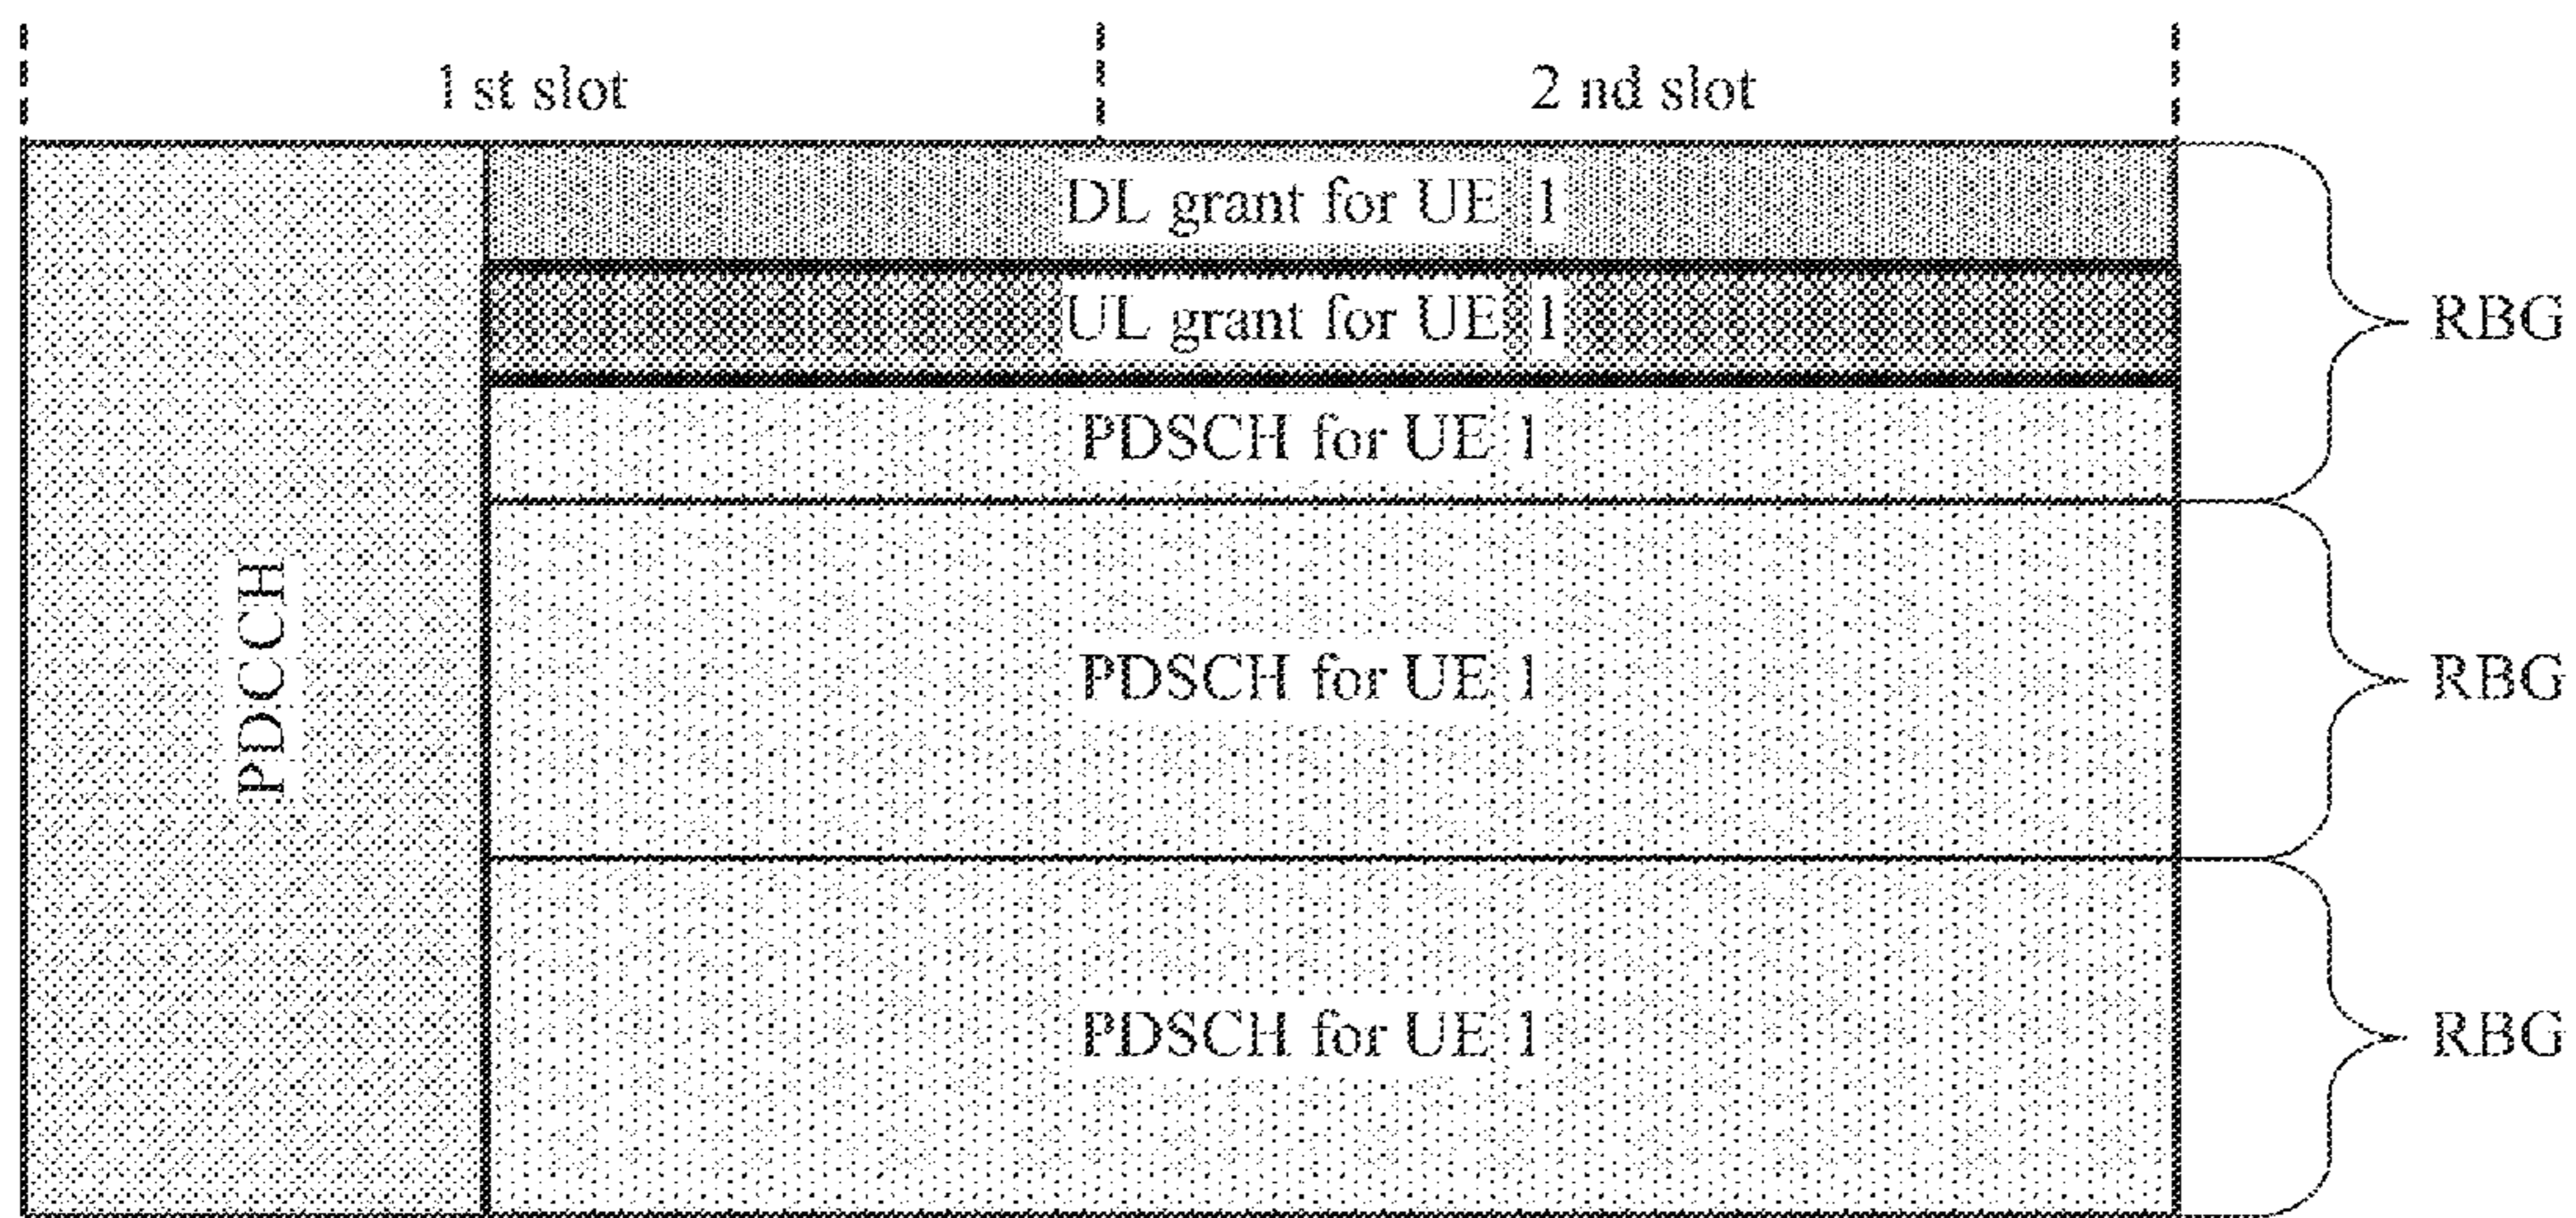 1 st slot
2 nd slot
DL grant for UE 1
UL grant for UE 1
RBG
PDSCH for UE 1
PDCCH
PDSCH for UE 1
RBG
PDSCH for UE 1
RBG